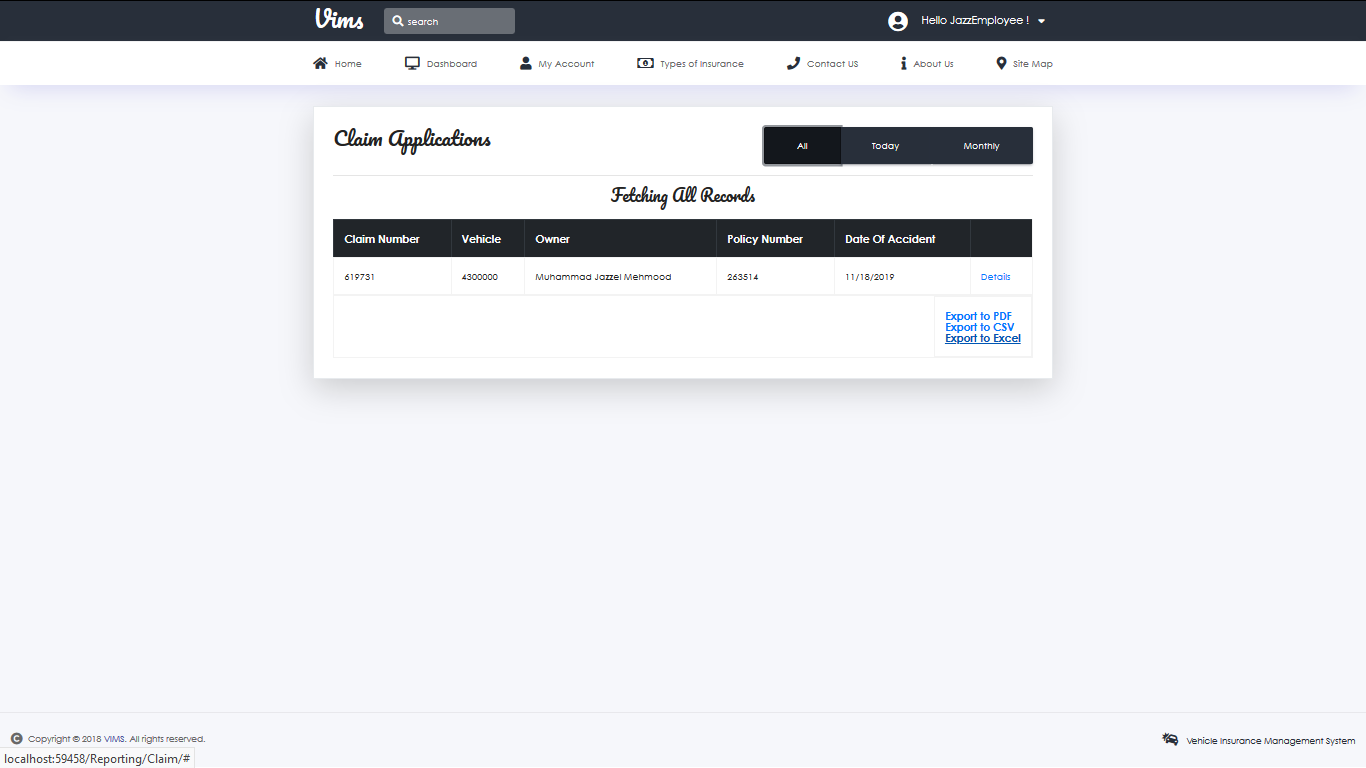 Vims search Hello JazzEmployee !
Home Dashboard My Account Types of Insurance Contact US About Us Site Map
Claim Applications All Today Monthly
Fetching All Records
Claim Number Vehicle Owner Policy Number Date Of Accident
619731 4300000 Muhammad Jazzel Mehmood 263514 11/18/2019 Details
Export to PDF
Export to CSV
Export to Excel
Copyright © 2018 VIMS. All rights reserved. Vehicle Insurance Management System
localhost:59458/Reporting/Claim/#